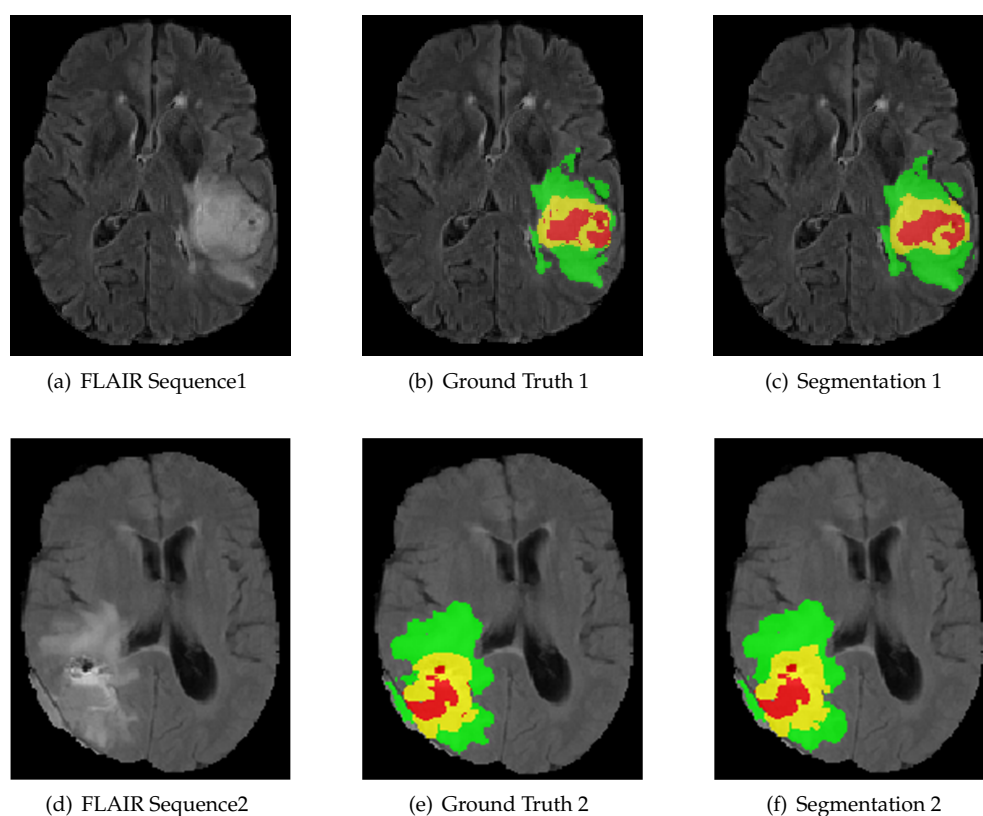 (a) FLAIR Sequence1
(b) Ground Truth 1
(c) Segmentation 1
(d) FLAIR Sequence2
(e) Ground Truth 2
(f) Segmentation 2